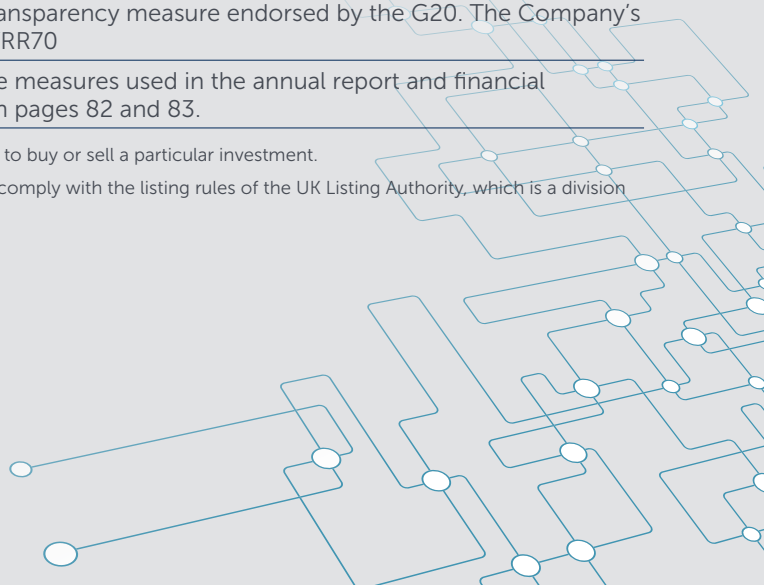 ansparency measure endorsed by the G20. The Company’s
RR70
e measures used in the annual report and financial
n pages 82 and 83.
to buy or sell a particular investment.
comply with the listing rules of the UK Listing Authority, which is a division